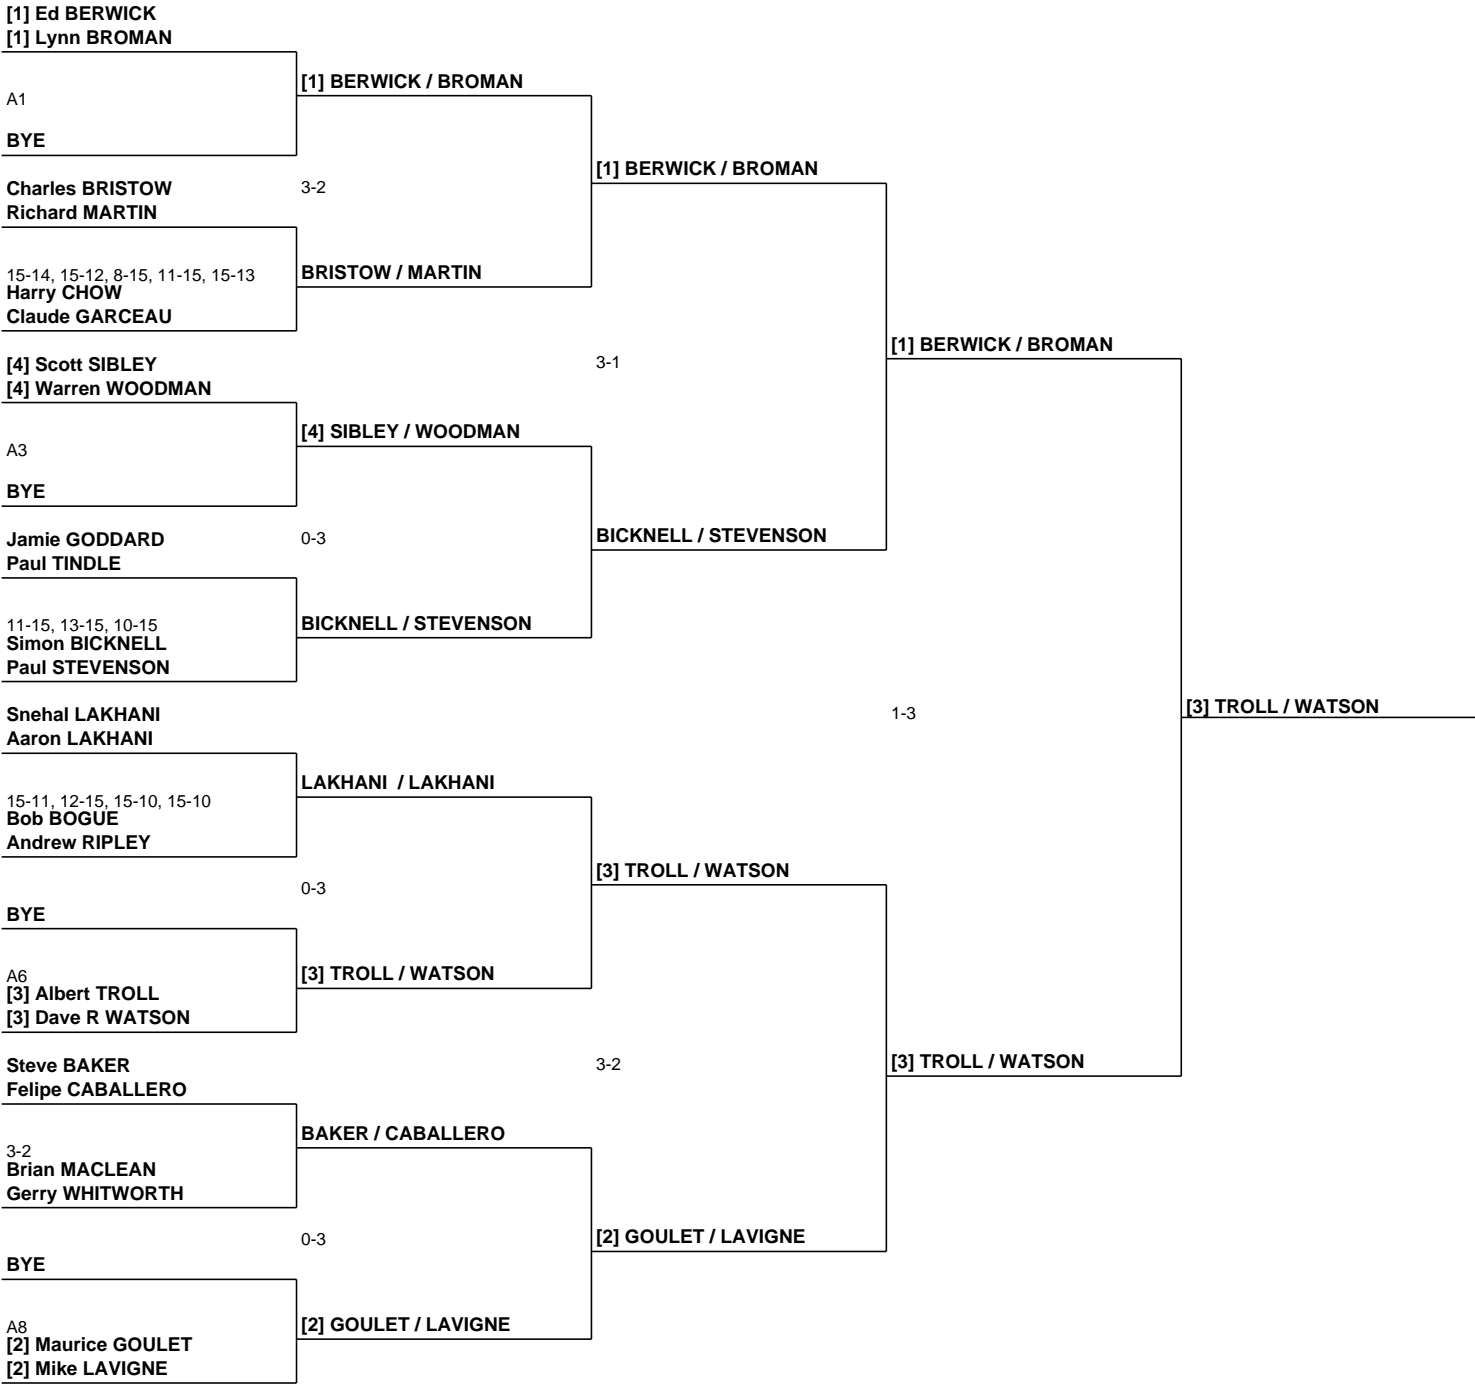 [1] Ed BERWICK
[1] Lynn BROMAN
[1] BERWICK / BROMAN
A1
BYE
[1] BERWICK / BROMAN
Charles BRISTOW
3-2
Richard MARTIN
15-14, 15-12, 8-15, 11-15, 15-13
BRISTOW / MARTIN
Harry CHOW
Claude GARCEAU
[1] BERWICK / BROMAN
[4] Scott SIBLEY
3-1
[4] Warren WOODMAN
[4] SIBLEY / WOODMAN
A3
BYE
Jamie GODDARD
0-3
BICKNELL / STEVENSON
Paul TINDLE
11-15, 13-15, 10-15
BICKNELL / STEVENSON
Simon BICKNELL
Paul STEVENSON
Snehal LAKHANI
1-3
[3] TROLL / WATSON
Aaron LAKHANI
LAKHANI / LAKHANI
15-11, 12-15, 15-10, 15-10
Bob BOGUE
Andrew RIPLEY
[3] TROLL / WATSON
0-3
BYE
A6
[3] TROLL / WATSON
[3] Albert TROLL
[3] Dave R WATSON
Steve BAKER
3-2
[3] TROLL / WATSON
Felipe CABALLERO
BAKER / CABALLERO
3-2
Brian MACLEAN
Gerry WHITWORTH
0-3
[2] GOULET / LAVIGNE
BYE
A8
[2] GOULET / LAVIGNE
[2] Maurice GOULET
[2] Mike LAVIGNE